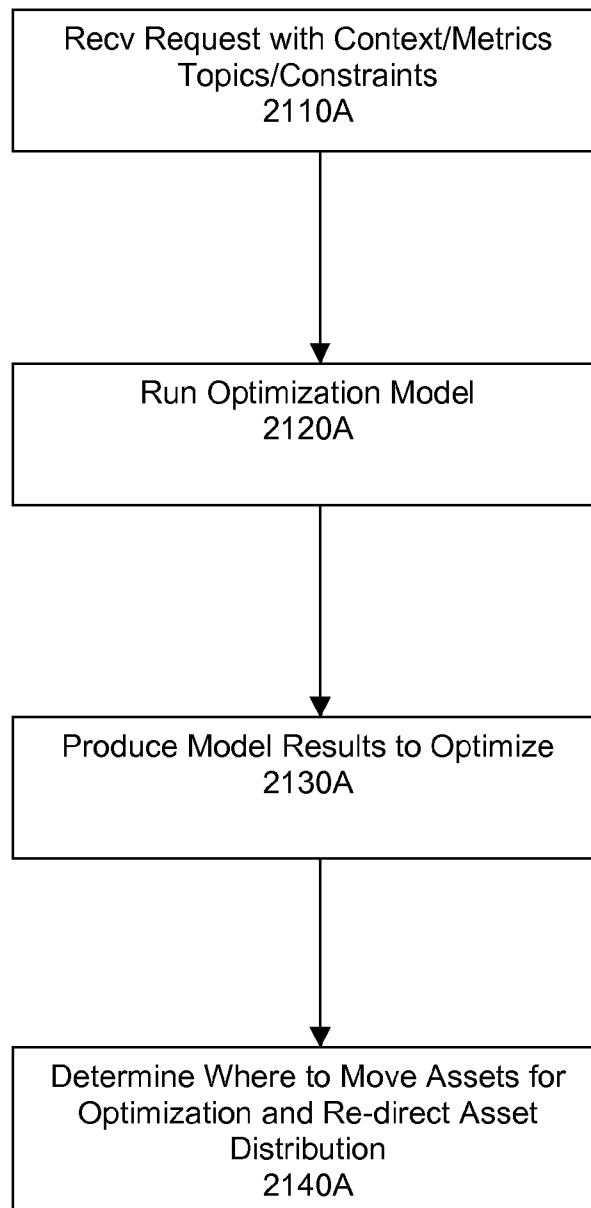 Recv Request with Context/Metrics
Topics/Constraints
2110A
Run Optimization Model
2120A
Produce Model Results to Optimize
2130A
Determine Where to Move Assets for
Optimization and Re-direct Asset
Distribution
2140A